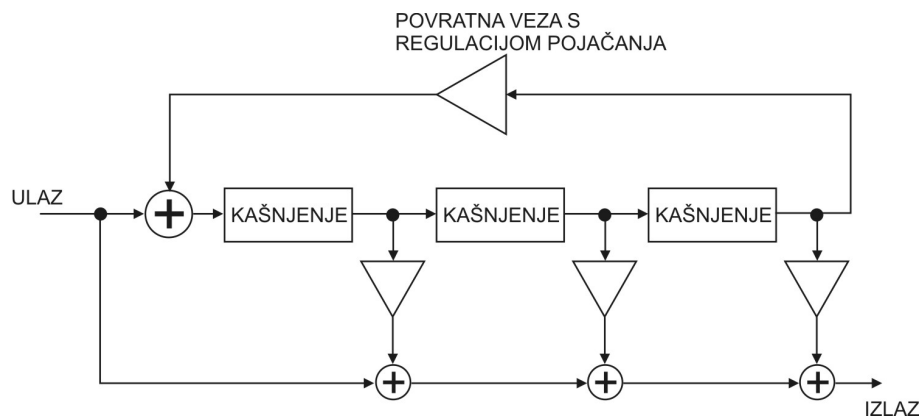 POVRATNA VEZA S
REGULACIJOM POJAČANJA
ULAZ
KAŠNJENJE
KAŠNJENJE
KAŠNJENJE
IZLAZ